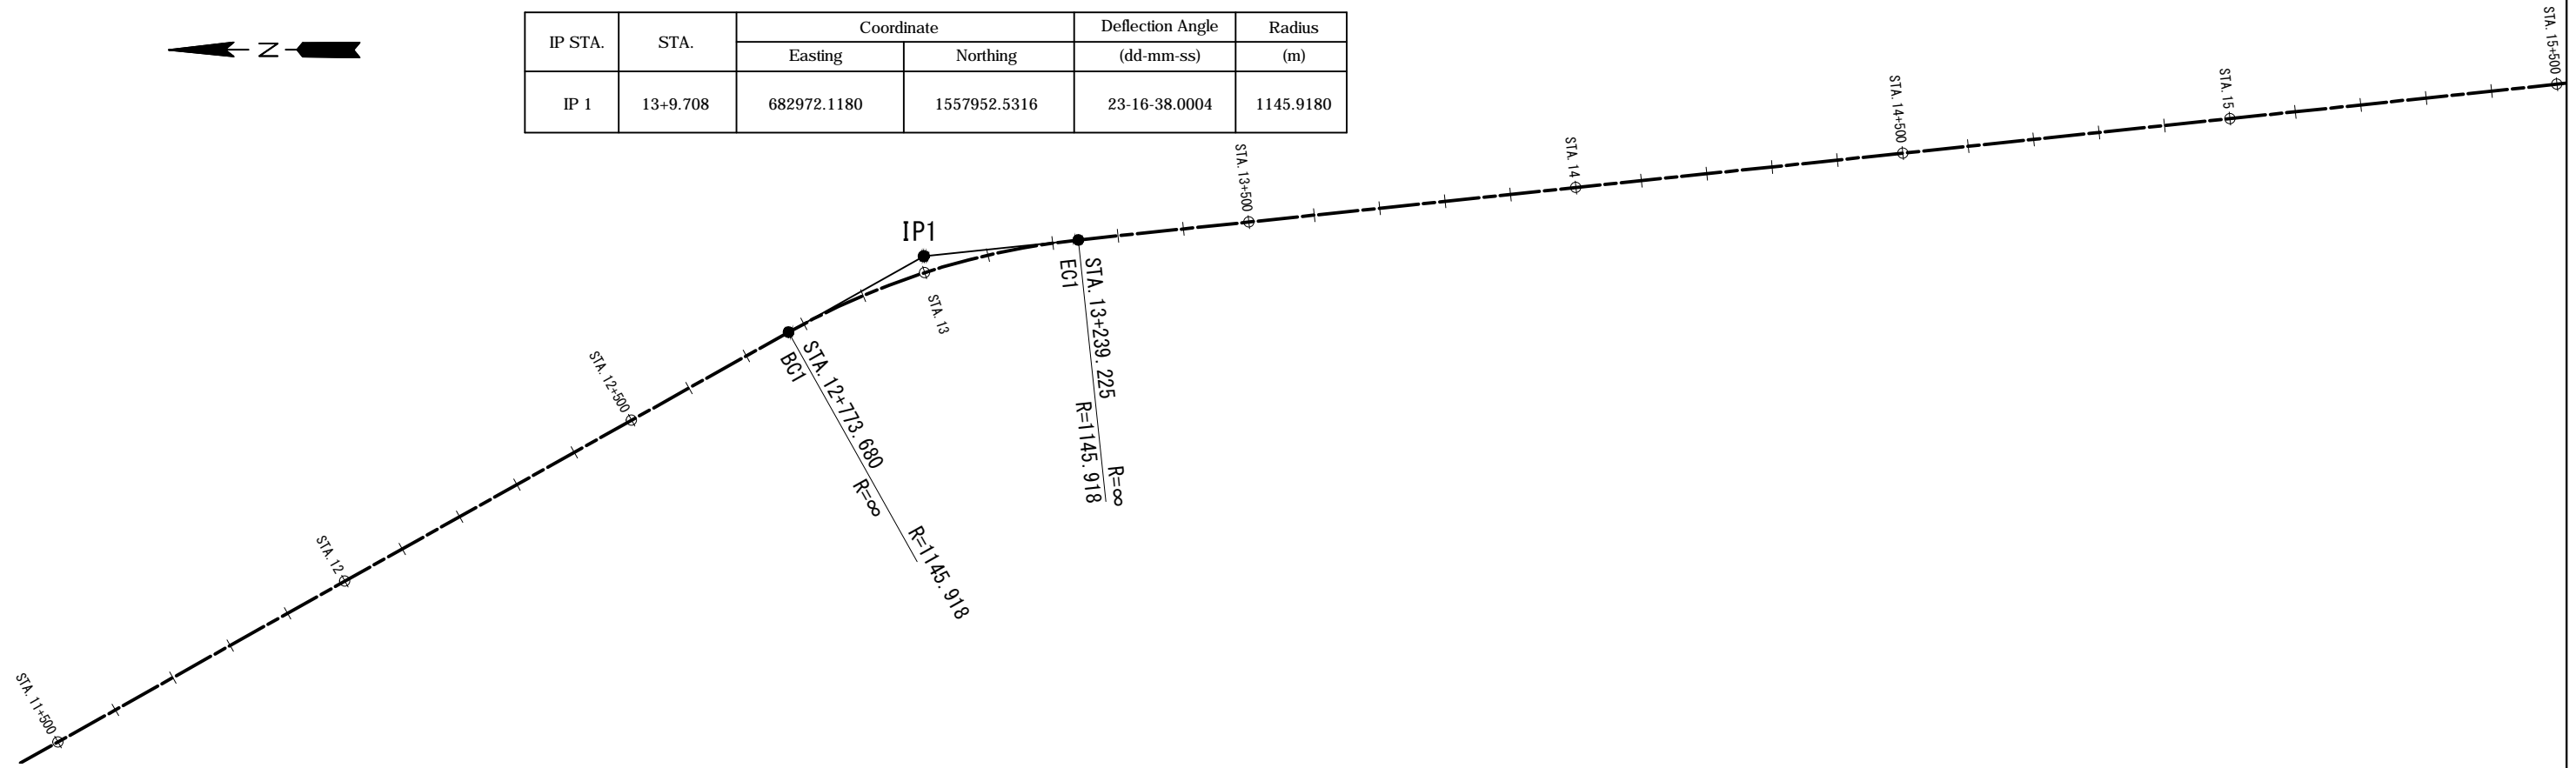 N
IP STA. STA. Coordinate Deflection Angle Radius
Easting Northing (dd-mm-ss) (m)
IP 1 13+9.708 682972.1180 1557952.5316 23-16-38.0004 1145.9180
STA. 11+500
STA. 12
STA. 12+500
BC1
STA. 12+773.680
R=∞
R=1145.918
IP1
STA. 13
EC1
STA. 13+239.225
R=1145.918
R=∞
STA. 13+500
STA. 14
STA. 14+500
STA. 15
STA. 15+500